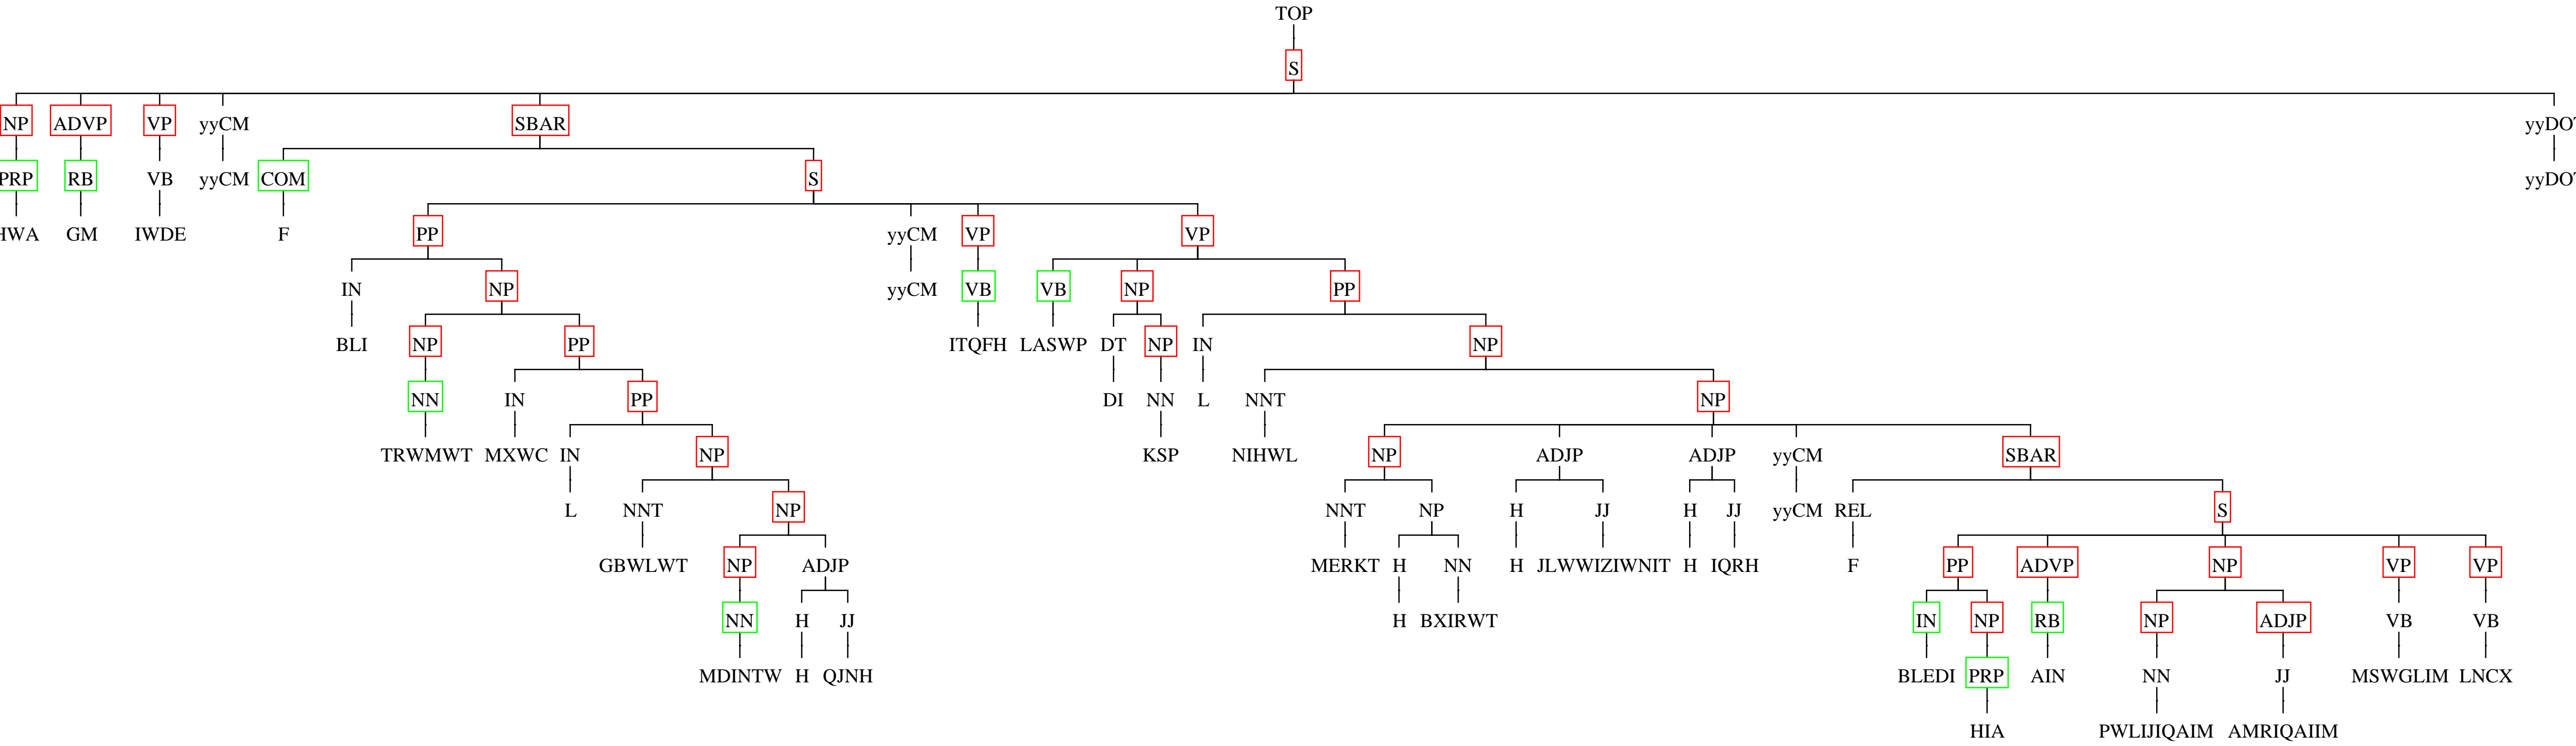 TOP
S
NP ADVP VP yyCM SBAR yyDOT
PRP RB VB yyCM COM S yyDOT
HWA GM IWDE F PP yyCM VP VP
IN NP yyCM VB VB NP PP
BLI NP PP ITQFH LASWP DT NP IN NP
NN IN PP DI NN L NNT NP
TRWMWT MXWC IN NP KSP NIHWL NP ADJP ADJP yyCM SBAR
L NNT NP NNT NP H JJ H JJ yyCM REL S
GBWLWT NP ADJP MERKT H NN H JLWWIZIWNIT H IQRH F PP ADVP NP VP VP
NN H JJ H BXIRWT IN NP RB NP ADJP VB VB
MDINTW H QJNH BLEDI PRP AIN NN JJ MSWGLIM LNCX
HIA PWLIJIQAIM AMRIQAIIM